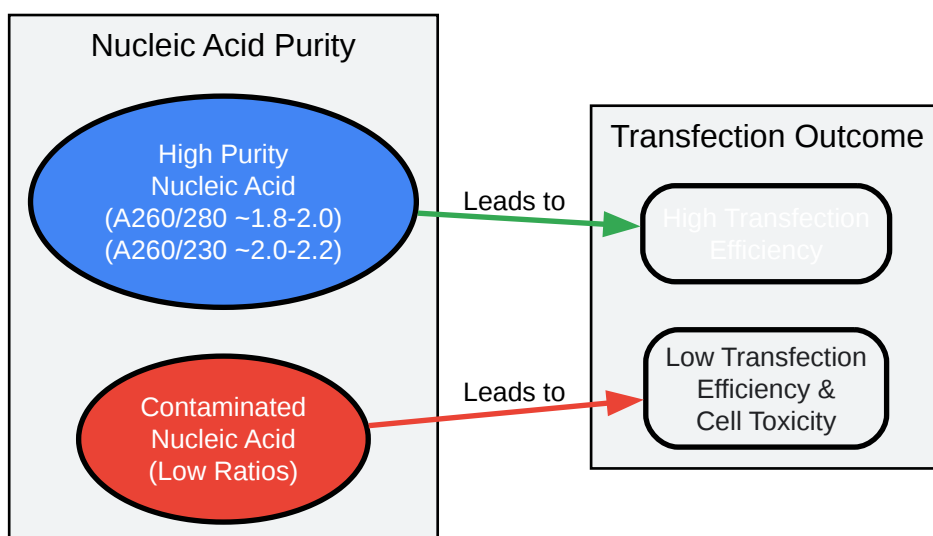 Nucleic Acid Purity
High Purity
Nucleic Acid
(A260/280 ~1.8-2.0)
(A260/230 ~2.0-2.2)
Leads to
Transfection Outcome
High Transfection
Efficiency
Contaminated
Nucleic Acid
(Low Ratios)
Leads to
Low Transfection
Efficiency &
Cell Toxicity